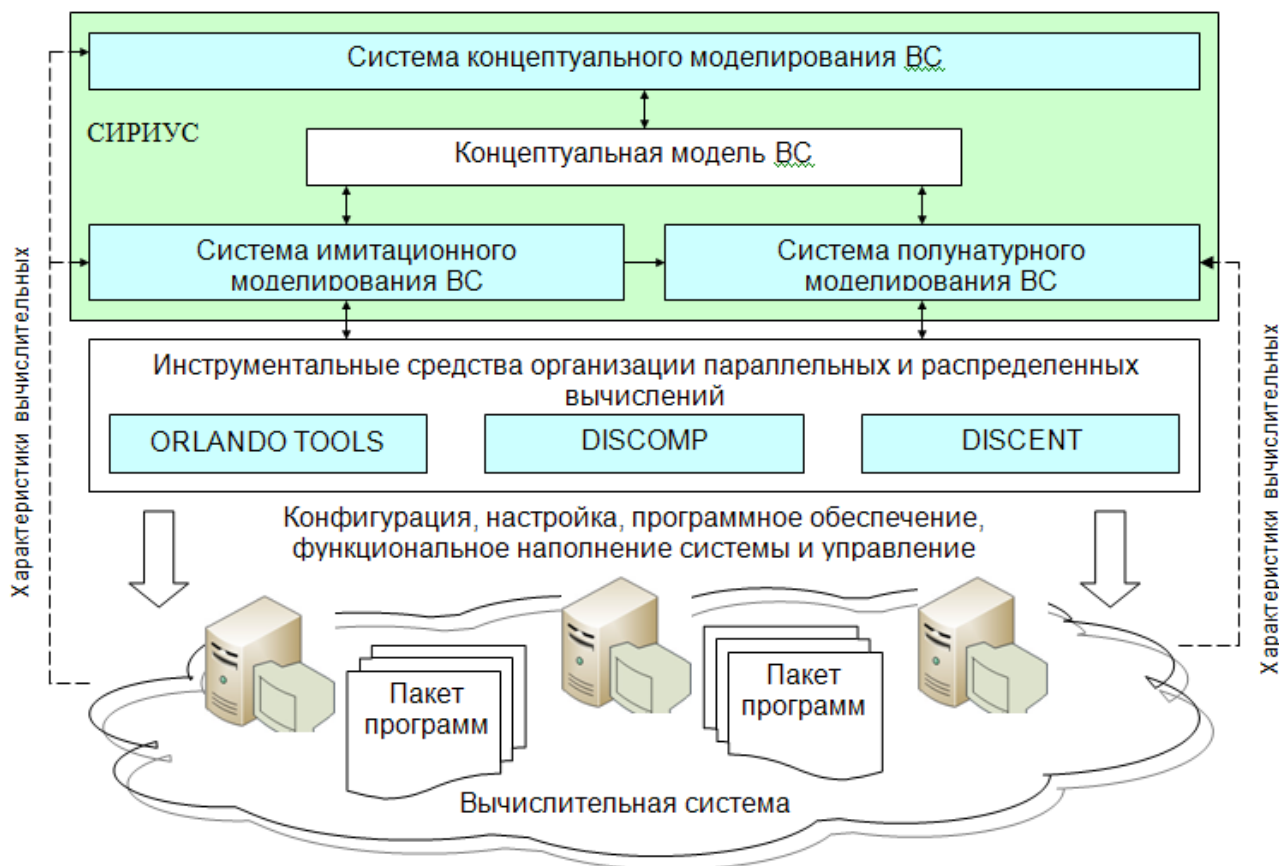 Система концептуального моделирования ВС
СИРИУС
Концептуальная модель ВС
Система имитационного
моделирования ВС
Система полунатурного
моделирования ВС
Характеристики вычислительных
Инструментальные средства организации параллельных и распределенных
вычислений
ORLANDO TOOLS
DISCOMP
DISCENT
Характеристики вычислительных
Конфигурация, настройка, программное обеспечение,
функциональное наполнение системы и управление
Пакет
программ
Пакет
программ
Вычислительная система